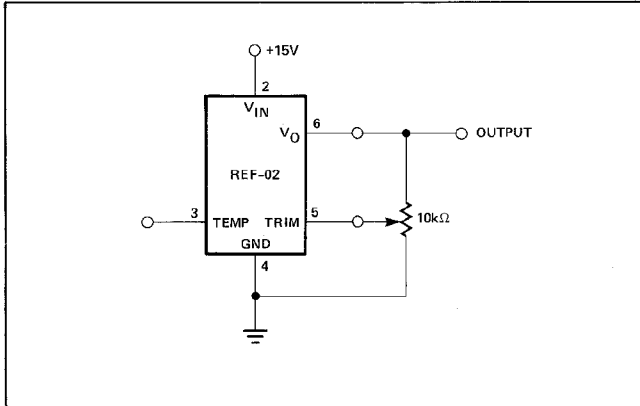 +15V
2
V_IN
V_O
6
OUTPUT
REF-02
3
TEMP
TRIM
5
10kΩ
GND
4